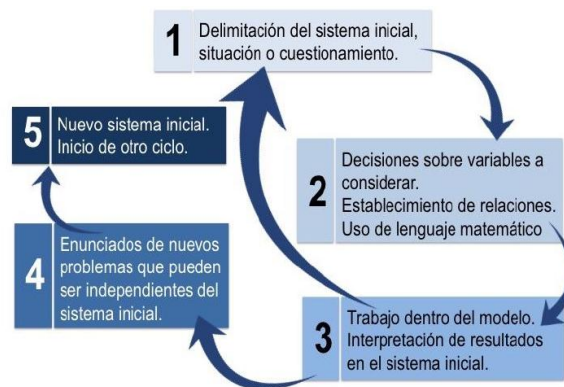 1
Delimitación del sistema inicial,
situación o cuestionamiento.
2
Decisiones sobre variables a
considerar.
Establecimiento de relaciones.
Uso de lenguaje matemático
3
Trabajo dentro del modelo.
Interpretación de resultados
en el sistema inicial.
4
Enunciados de nuevos
problemas que pueden
ser independientes del
sistema inicial.
5
Nuevo sistema inicial.
Inicio de otro ciclo.